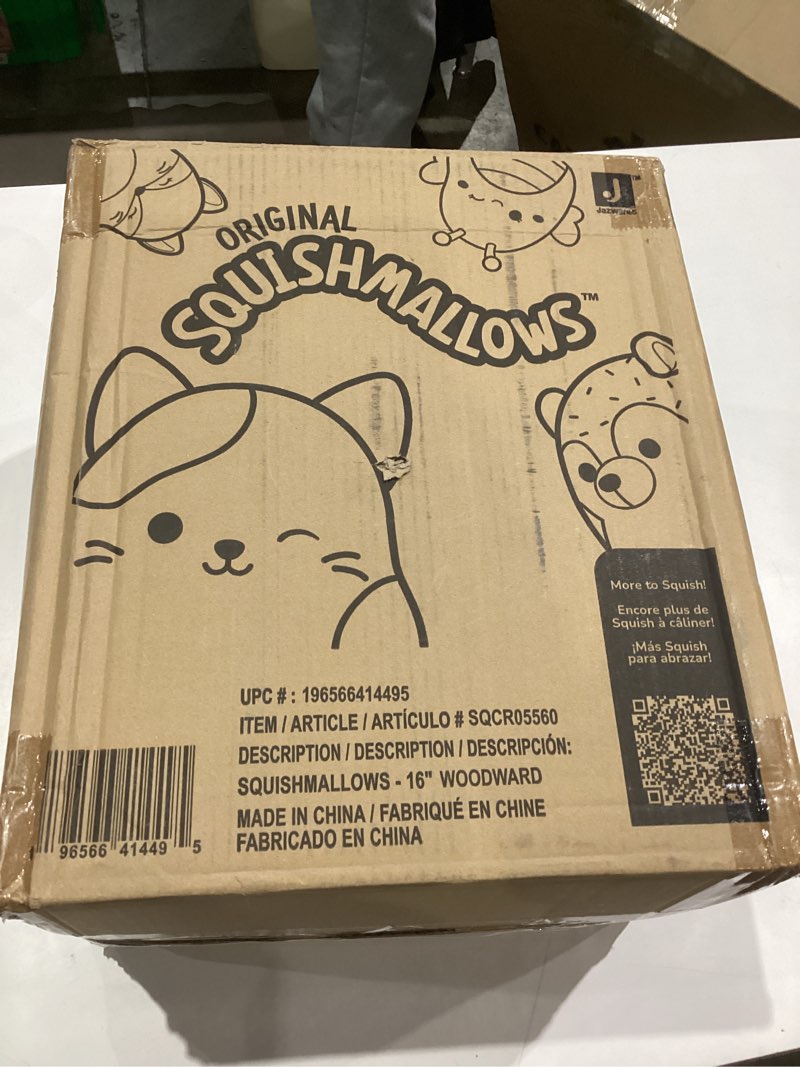 J™
Jazwares
ORIGINAL
SQUISHMALLOWS™
More to Squish!
Encore plus de
Squish à câliner!
¡Más Squish
para abrazar!
UPC # : 196566414495
ITEM / ARTICLE / ARTÍCULO # SQCR05560
DESCRIPTION / DESCRIPTION / DESCRIPCIÓN:
SQUISHMALLOWS - 16" WOODWARD
MADE IN CHINA / FABRIQUÉ EN CHINE
FABRICADO EN CHINA
96566 41449 5